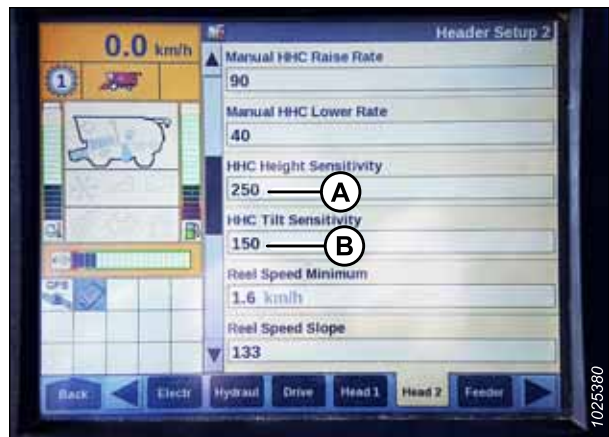 Header Setup 2
0.0 km/h
1
Manual HHC Raise Rate
90
Manual HHC Lower Rate
40
HHC Height Sensitivity
250
A
HHC Tilt Sensitivity
150
B
Reel Speed Minimum
1.6 km/h
Reel Speed Slope
133
GPS
Back
Electr
Hydraul
Drive
Head 1
Head 2
Feeder
1025380